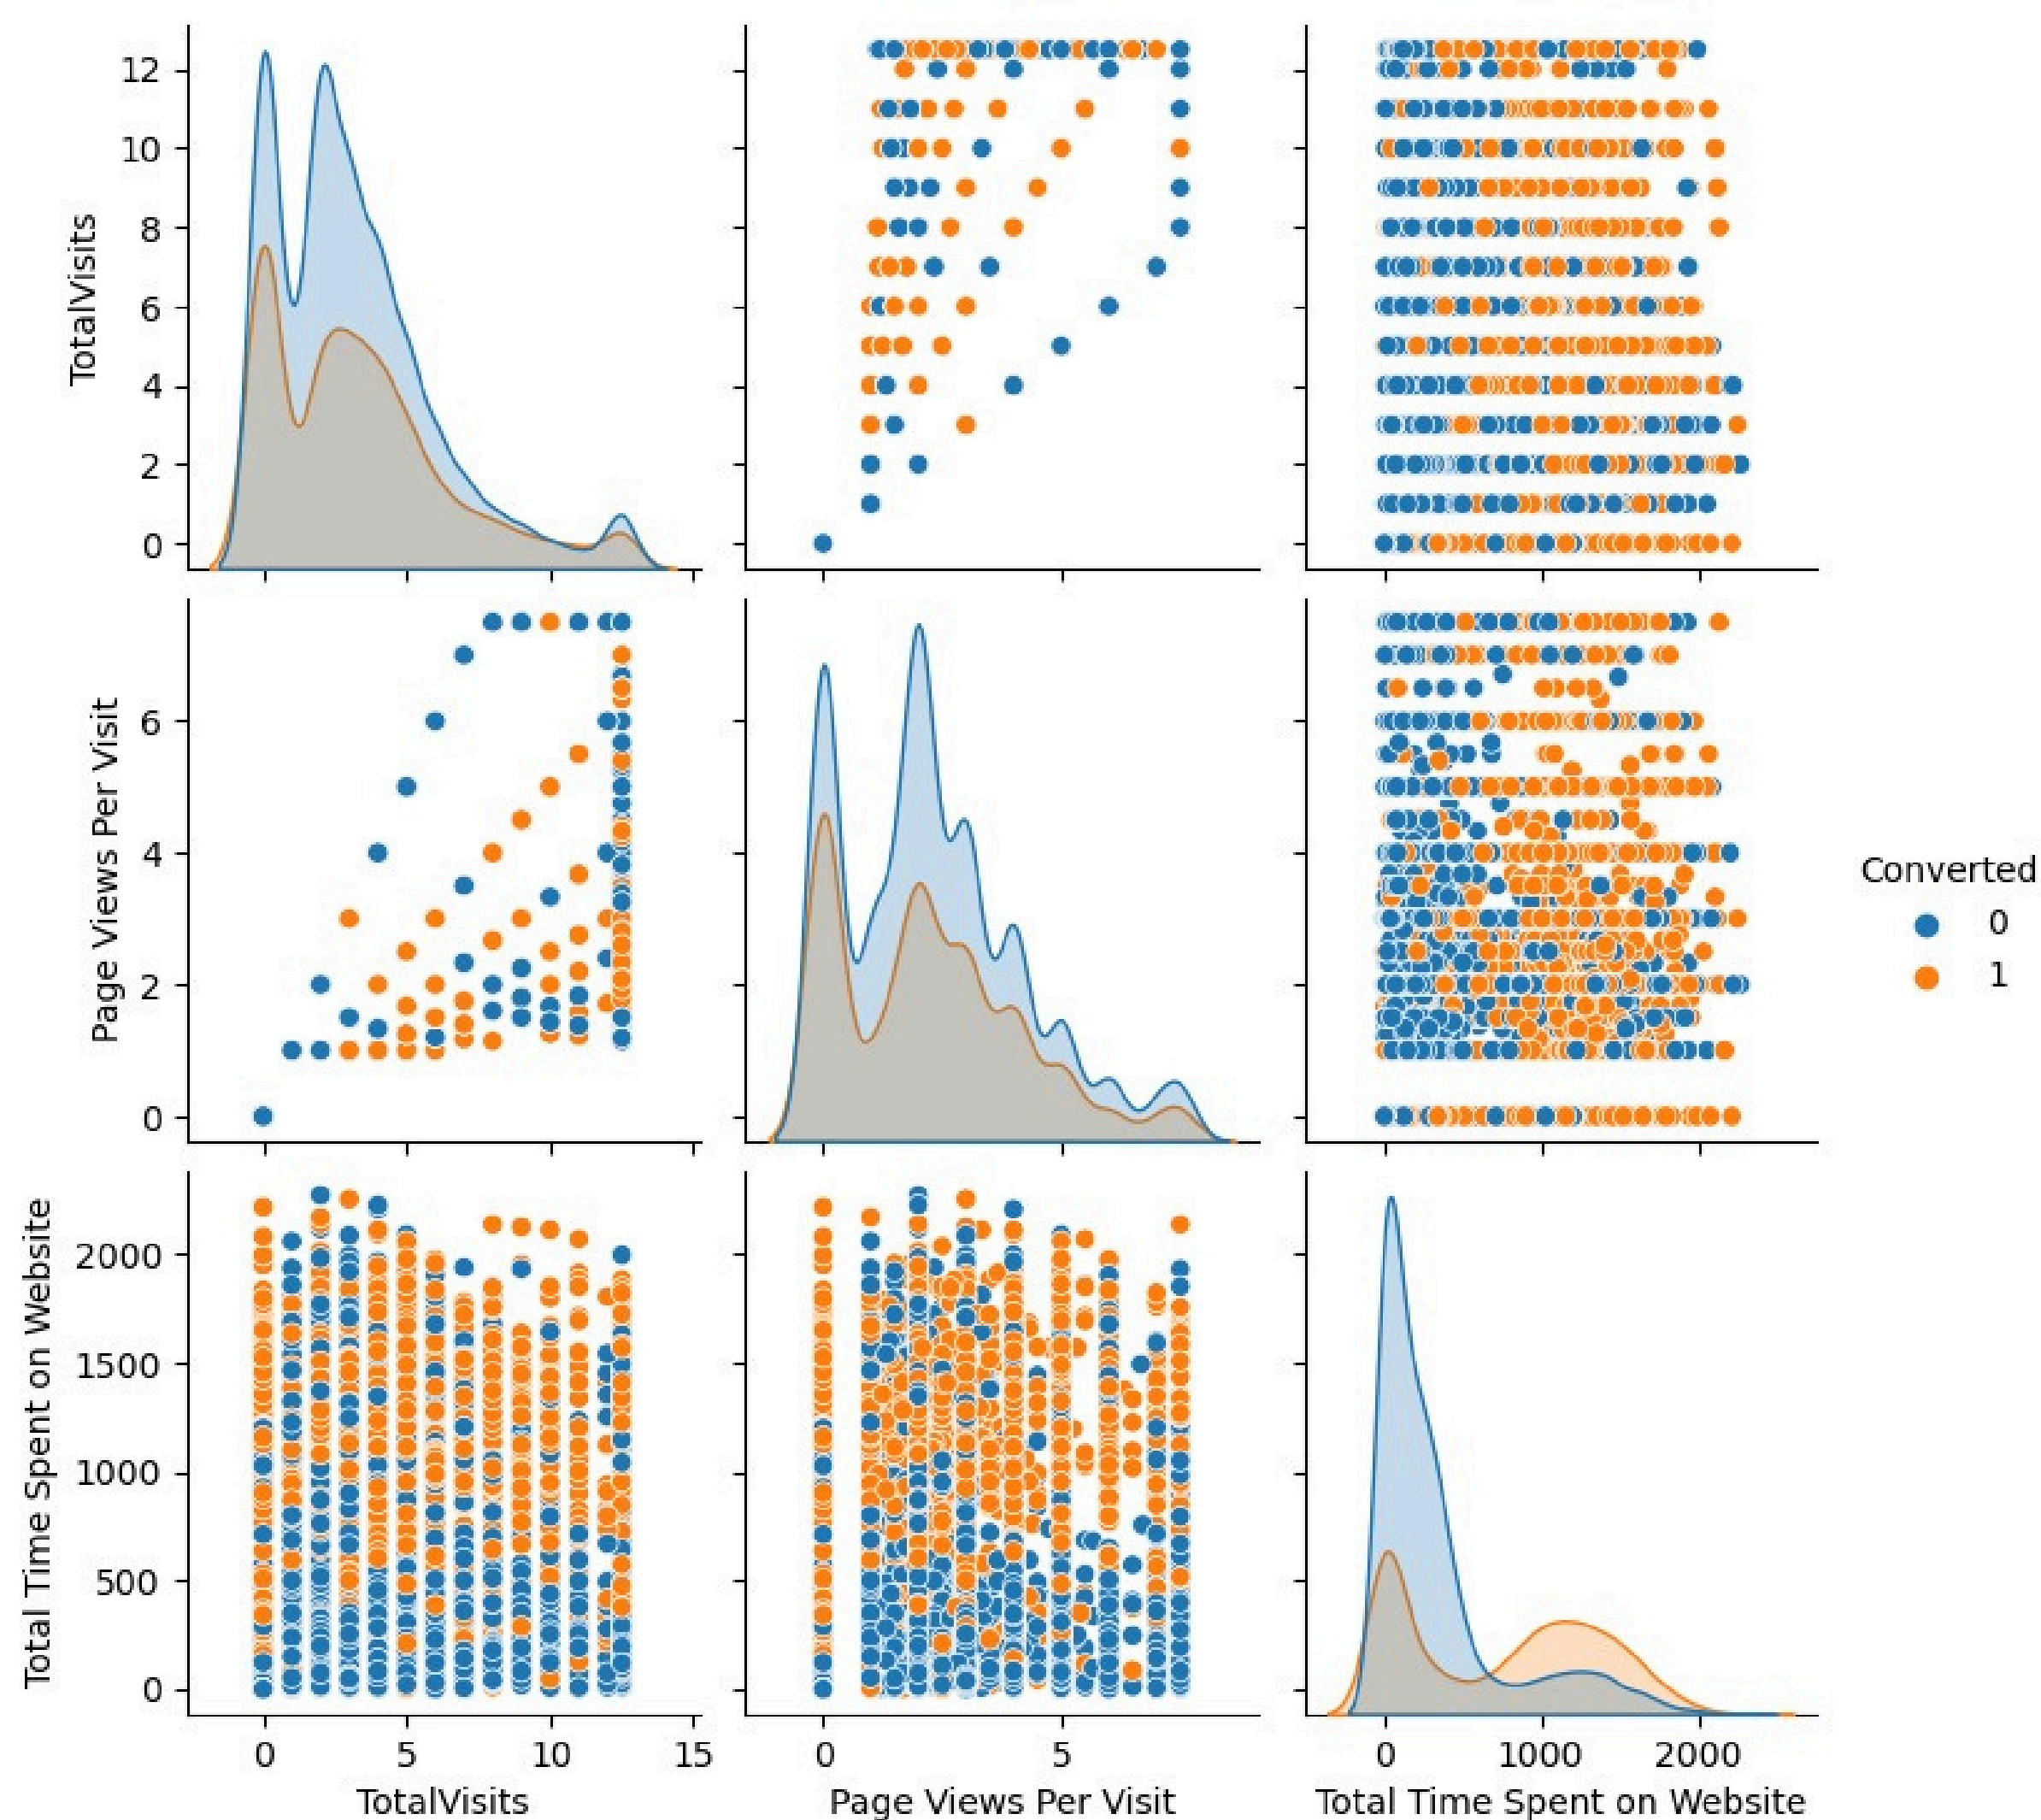 12
10
8
6
4
2
0
TotalVisits
6
4
2
0
Page Views Per Visit
Converted
0
1
2000
1500
1000
500
0
Total Time Spent on Website
0 5 10 15
0 5
0 1000 2000
TotalVisits
Page Views Per Visit
Total Time Spent on Website